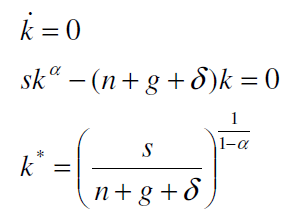 k̇ = 0
sk^α − (n + g + δ)k = 0
k^* = (s / (n + g + δ))^(1/(1−α))